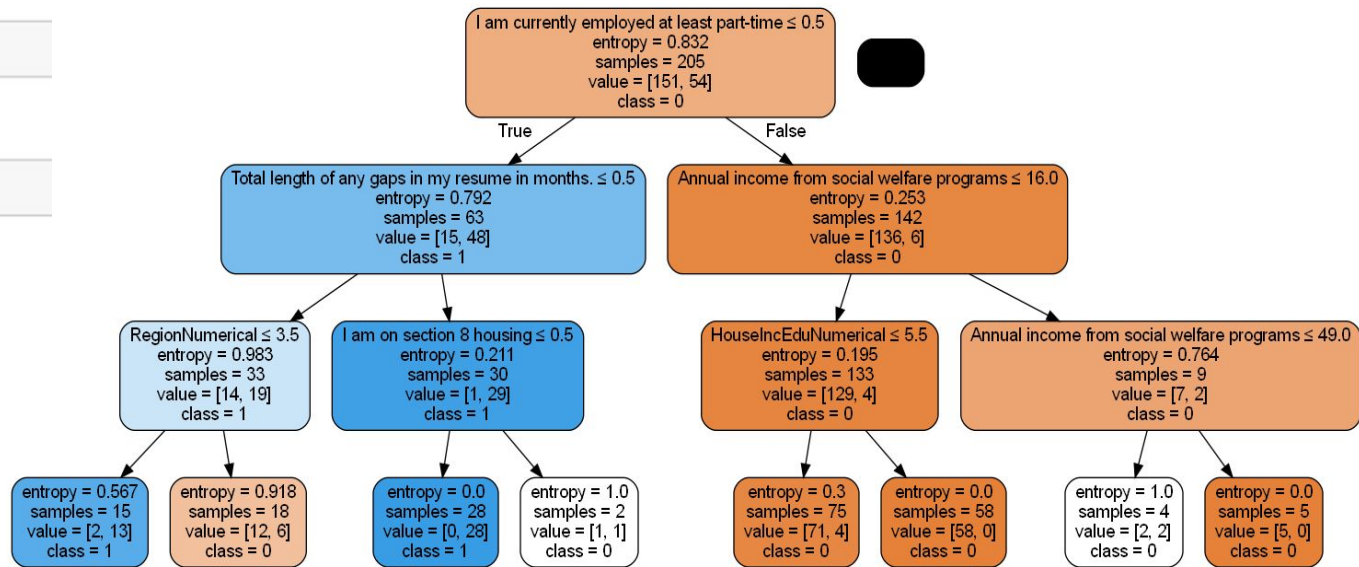 I am currently employed at least part-time ≤ 0.5
entropy = 0.832
samples = 205
value = [151, 54]
class = 0
True
False
Total length of any gaps in my resume in months. ≤ 0.5
entropy = 0.792
samples = 63
value = [15, 48]
class = 1
Annual income from social welfare programs ≤ 16.0
entropy = 0.253
samples = 142
value = [136, 6]
class = 0
RegionNumerical ≤ 3.5
entropy = 0.983
samples = 33
value = [14, 19]
class = 1
I am on section 8 housing ≤ 0.5
entropy = 0.211
samples = 30
value = [1, 29]
class = 1
HouseIncEduNumerical ≤ 5.5
entropy = 0.195
samples = 133
value = [129, 4]
class = 0
Annual income from social welfare programs ≤ 49.0
entropy = 0.764
samples = 9
value = [7, 2]
class = 0
entropy = 0.567
samples = 15
value = [2, 13]
class = 1
entropy = 0.918
samples = 18
value = [12, 6]
class = 0
entropy = 0.0
samples = 28
value = [0, 28]
class = 1
entropy = 1.0
samples = 2
value = [1, 1]
class = 0
entropy = 0.3
samples = 75
value = [71, 4]
class = 0
entropy = 0.0
samples = 58
value = [58, 0]
class = 0
entropy = 1.0
samples = 4
value = [2, 2]
class = 0
entropy = 0.0
samples = 5
value = [5, 0]
class = 0